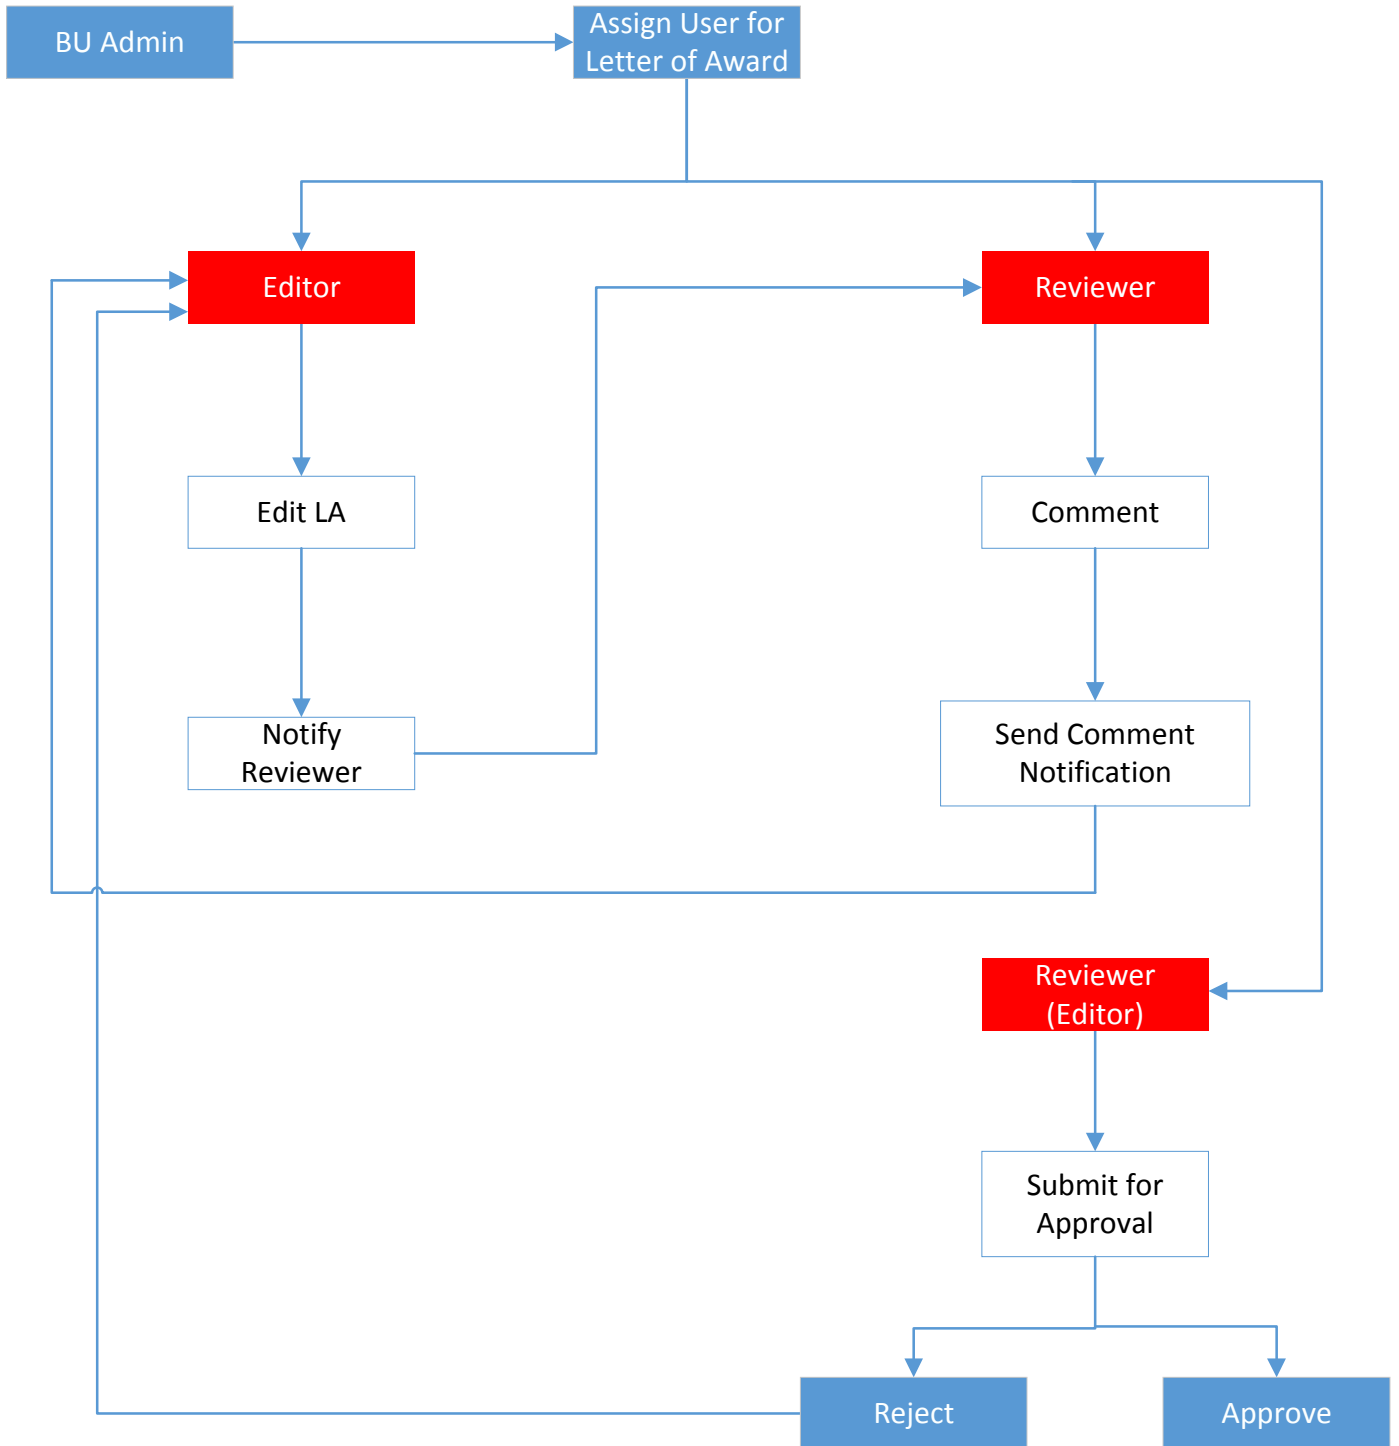 BU Admin
Assign User for
Letter of Award
Editor
Reviewer
Edit LA
Comment
Notify
Reviewer
Send Comment
Notification
Reviewer
(Editor)
Submit for
Approval
Reject
Approve